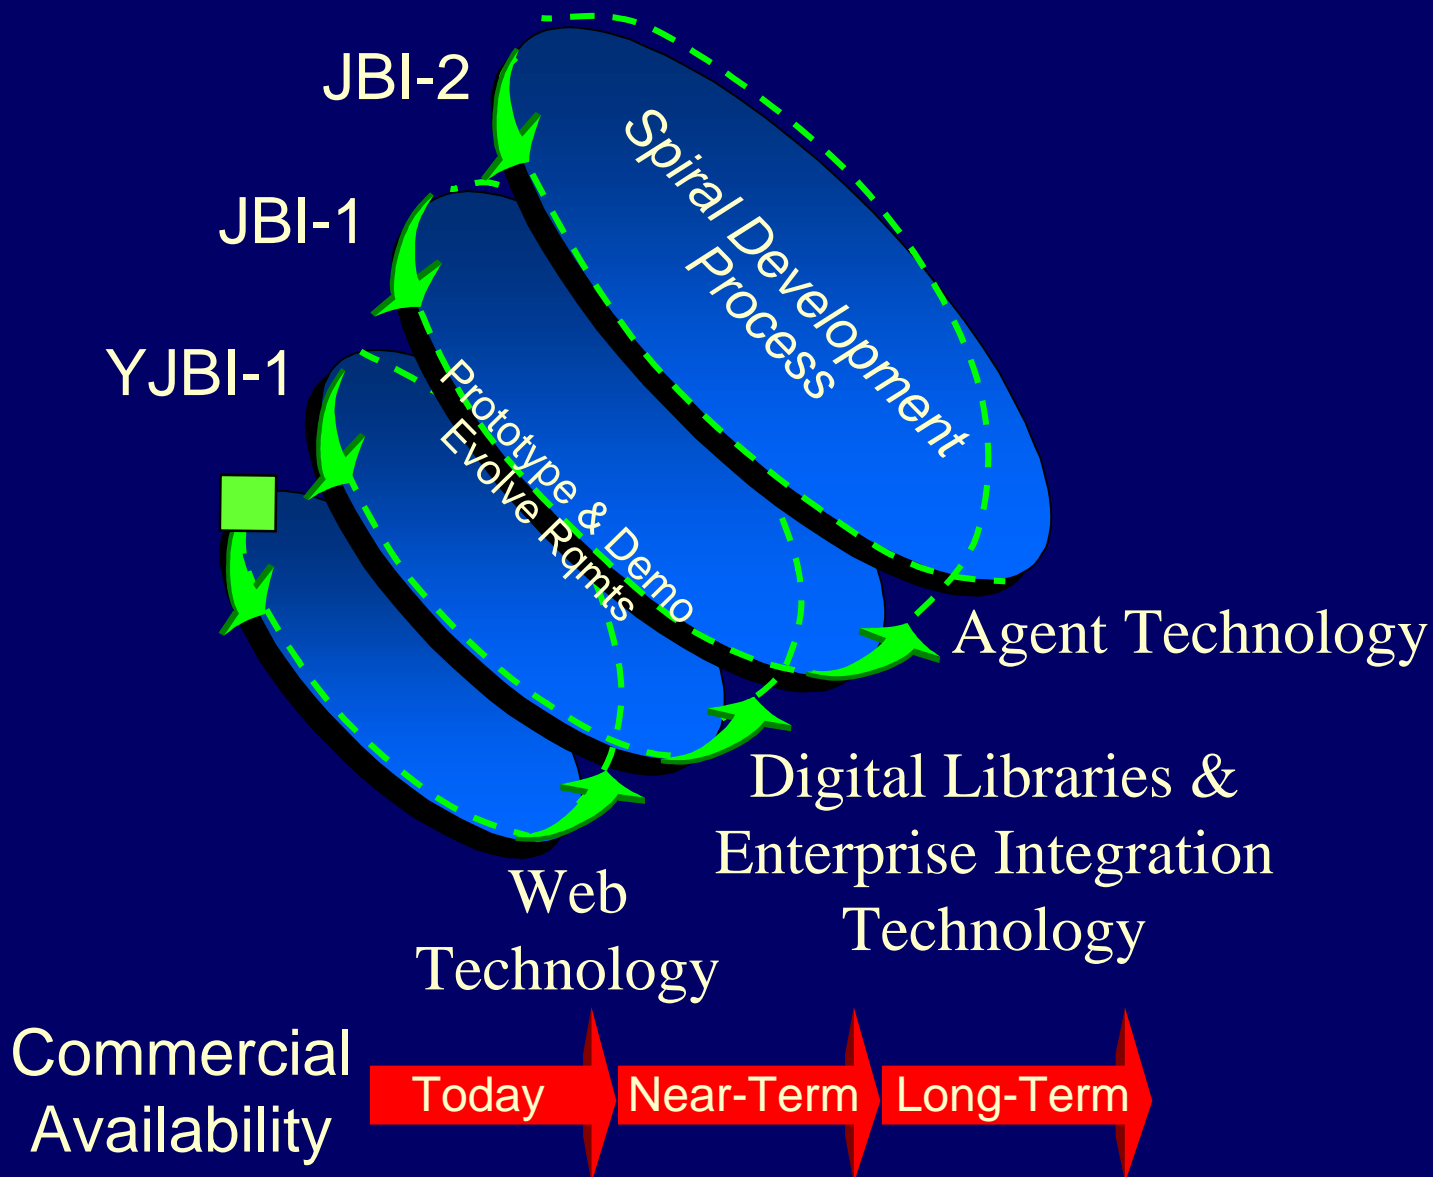 JBI-2
Spiral Development
Process
JBI-1
YJBI-1
Prototype & Demo
Evolve Rqmts
Agent Technology
Digital Libraries &
Enterprise Integration
Technology
Web
Technology
Commercial
Availability
Today
Near-Term
Long-Term